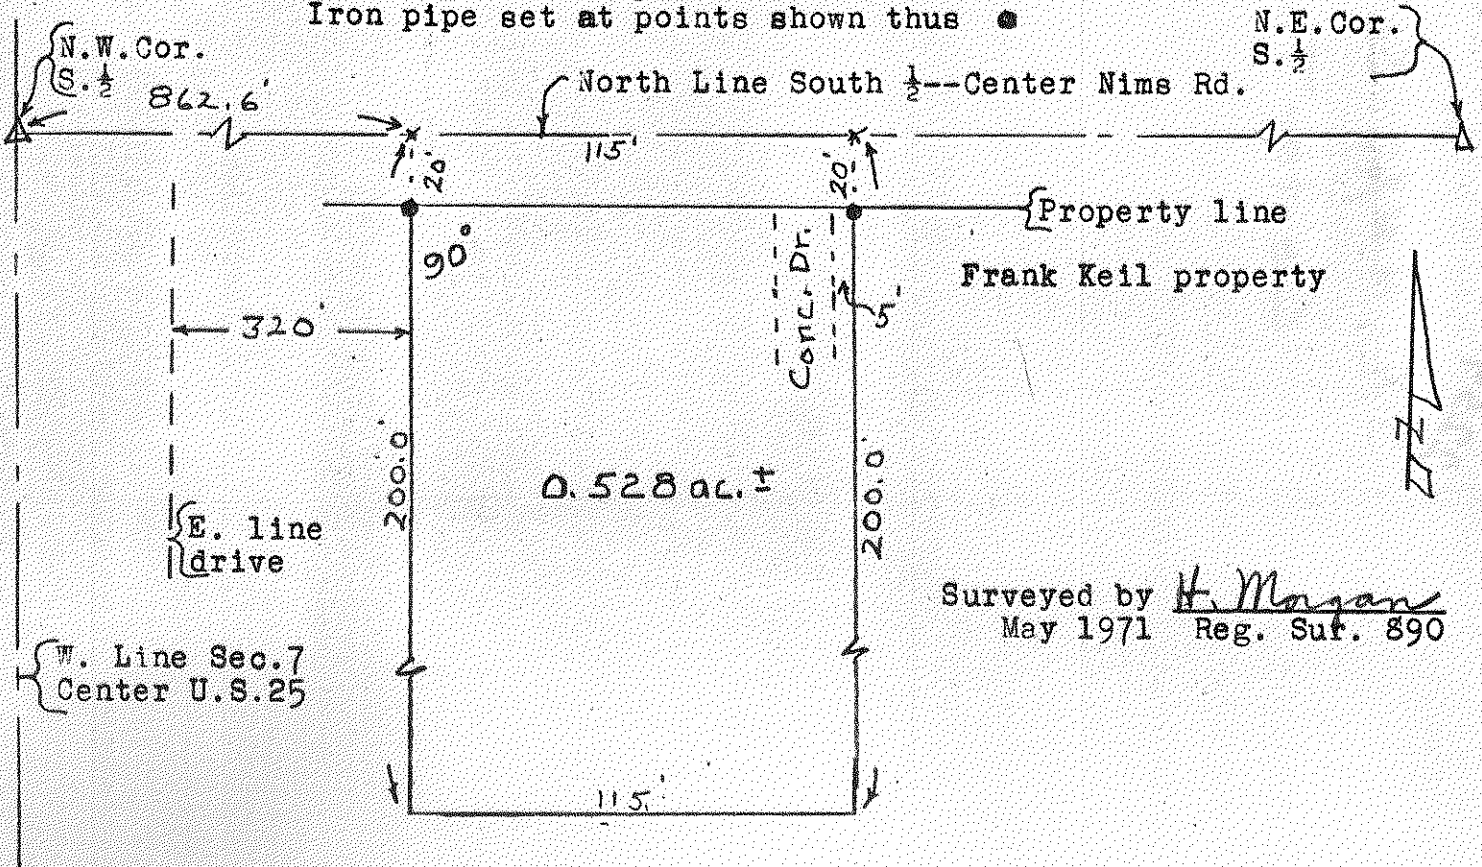 Iron pipe set at points shown thus
N.W.Cor.
S.½
862.6'
North Line South ½--Center Nims Rd.
N.E.Cor.
S.½
115'
20'
20'
Property line
90°
Conc. Dr.
5'
Frank Keil property
320'
200.0'
0.528 ac.±
200.0'
N
E. line
drive
Surveyed by H. Morgan
May 1971 Reg. Sur. 890
W. Line Sec.7
Center U.S.25
115.'